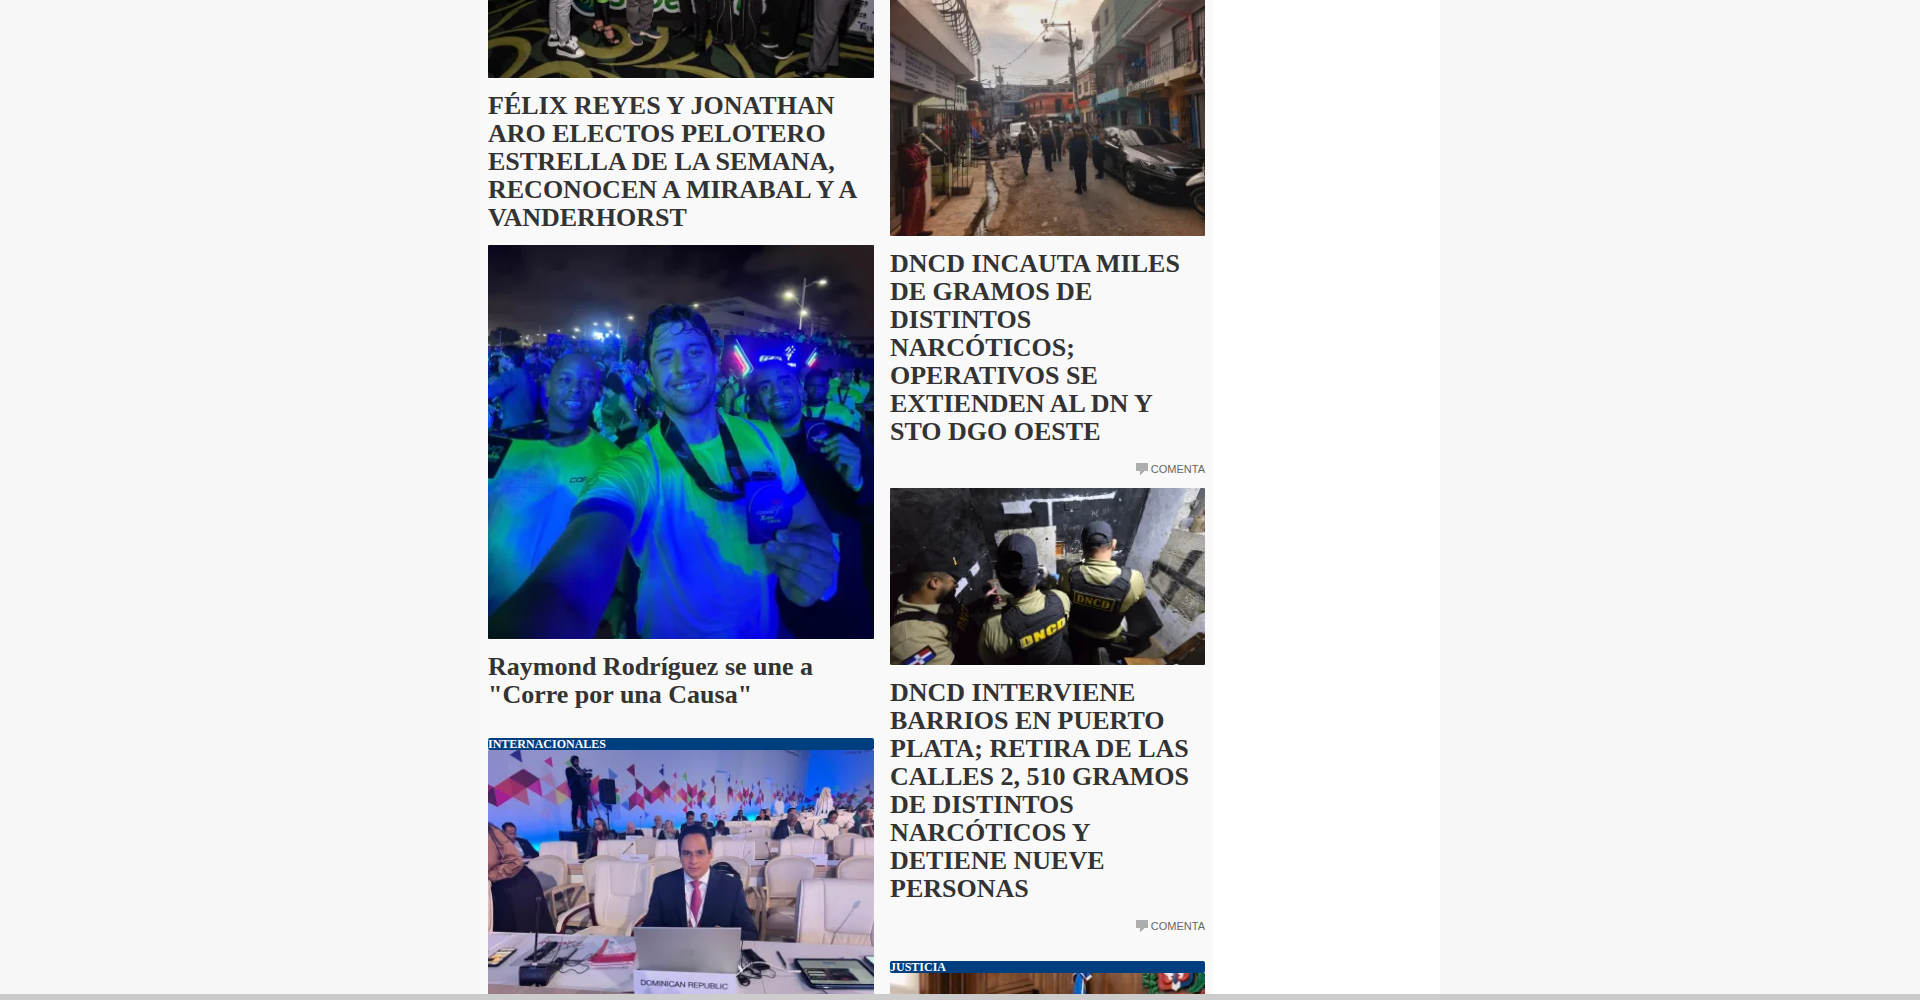 FÉLIX REYES Y JONATHAN
ARO ELECTOS PELOTERO
ESTRELLA DE LA SEMANA,
RECONOCEN A MIRABAL Y A
VANDERHORST
Raymond Rodríguez se une a
"Corre por una Causa"
INTERNACIONALES
DOMINICAN REPUBLIC
DNCD INCAUTA MILES
DE GRAMOS DE
DISTINTOS
NARCÓTICOS;
OPERATIVOS SE
EXTIENDEN AL DN Y
STO DGO OESTE
COMENTA
DNCD
DNCD
DNCD INTERVIENE
BARRIOS EN PUERTO
PLATA; RETIRA DE LAS
CALLES 2, 510 GRAMOS
DE DISTINTOS
NARCÓTICOS Y
DETIENE NUEVE
PERSONAS
COMENTA
JUSTICIA